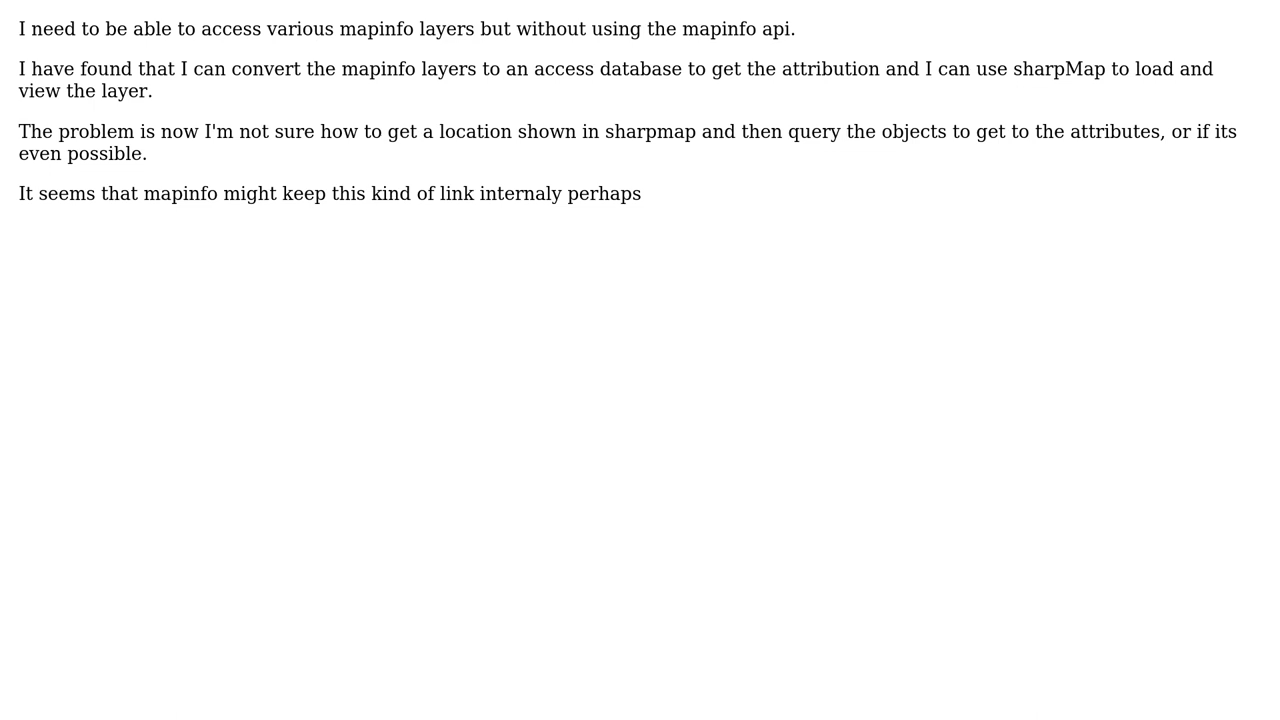 I need to be able to access various mapinfo layers but without using the mapinfo api.
I have found that I can convert the mapinfo layers to an access database to get the attribution and I can use sharpMap to load and
view the layer.
The problem is now I'm not sure how to get a location shown in sharpmap and then query the objects to get to the attributes, or if its
even possible.
It seems that mapinfo might keep this kind of link internaly perhaps